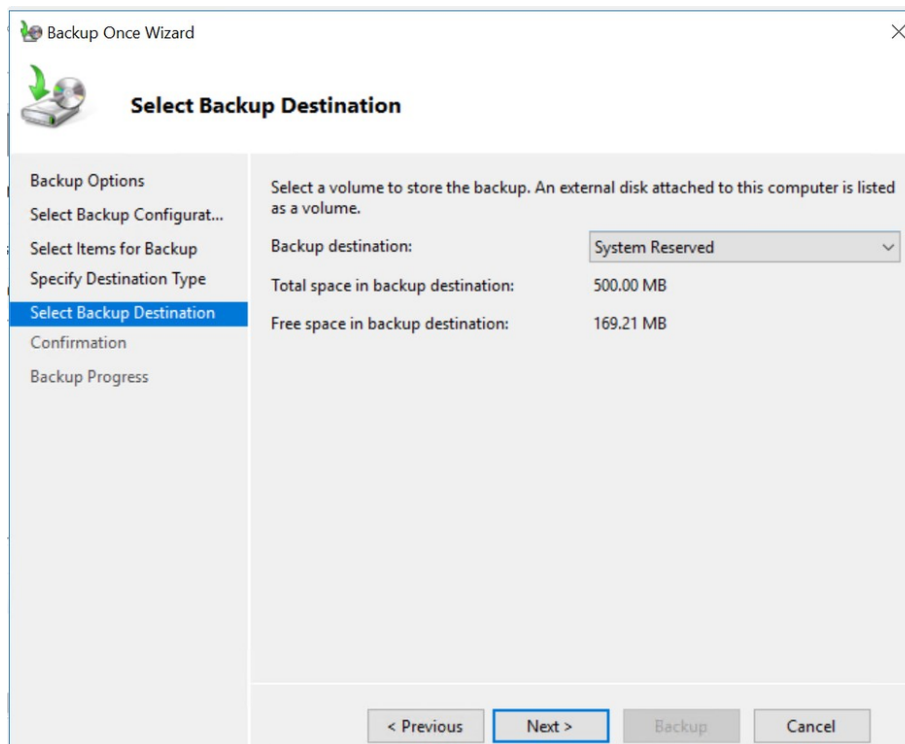 Backup Once Wizard
Select Backup Destination
Backup Options
Select Backup Configurat...
Select Items for Backup
Specify Destination Type
Select Backup Destination
Confirmation
Backup Progress
Select a volume to store the backup. An external disk attached to this computer is listed
as a volume.
Backup destination: System Reserved
Total space in backup destination: 500.00 MB
Free space in backup destination: 169.21 MB
< Previous Next > Backup Cancel